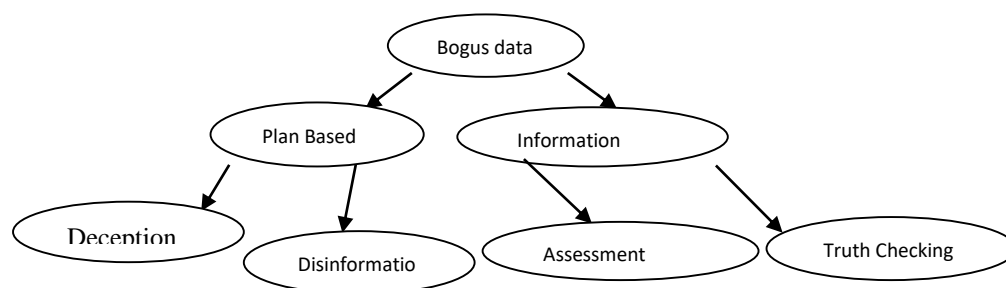 Bogus data
Plan Based
Information
Deception
Disinformatio
Assessment
Truth Checking